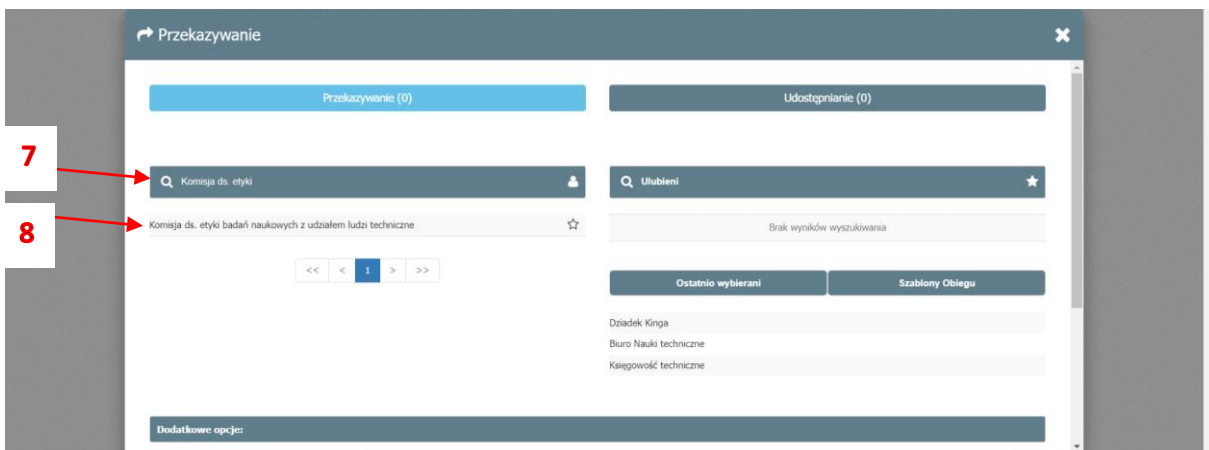 Przekazywanie
Przekazywanie (0)
Udostępnianie (0)
7
Komisja ds. etyki
Ulubieni
8
Komisja ds. etyki badań naukowych z udziałem ludzi techniczne
Brak wyników wyszukiwania
<< < 1 > >>
Ostatnio wybierani
Szablony Obiegu
Dziadek Kinga
Biuro Nauki techniczne
Księgowość techniczne
Dodatkowe opcje: